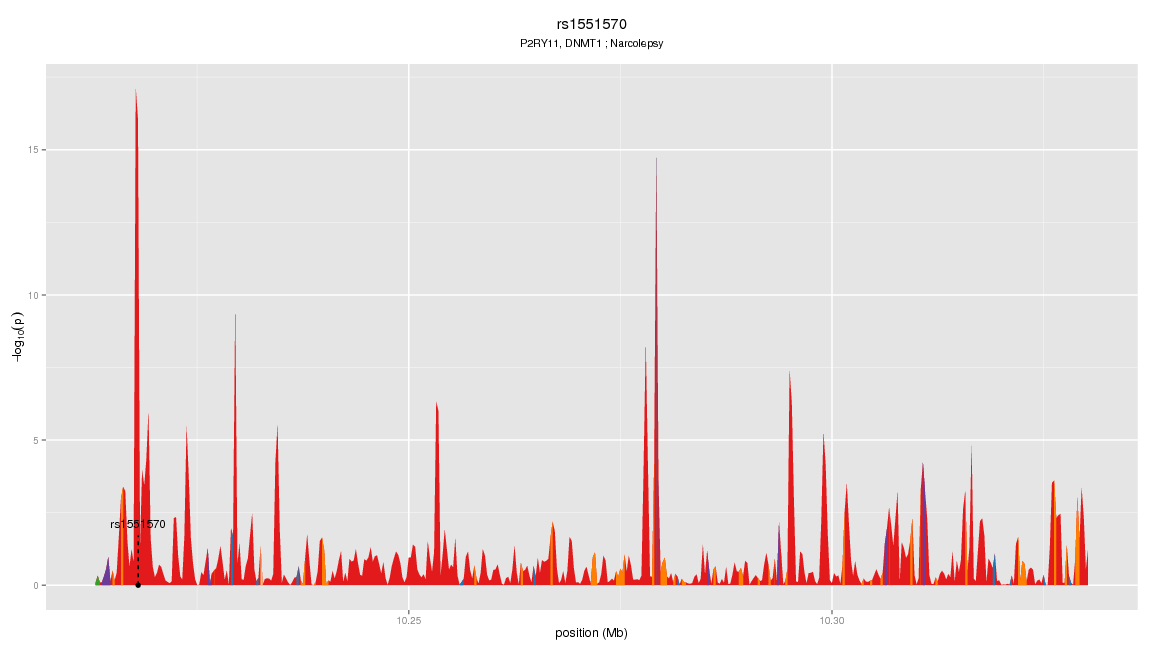 rs1551570
P2RY11, DNMT1 ; Narcolepsy
15
10
5
0
−log10(p)
rs1551570
10.25
10.30
position (Mb)